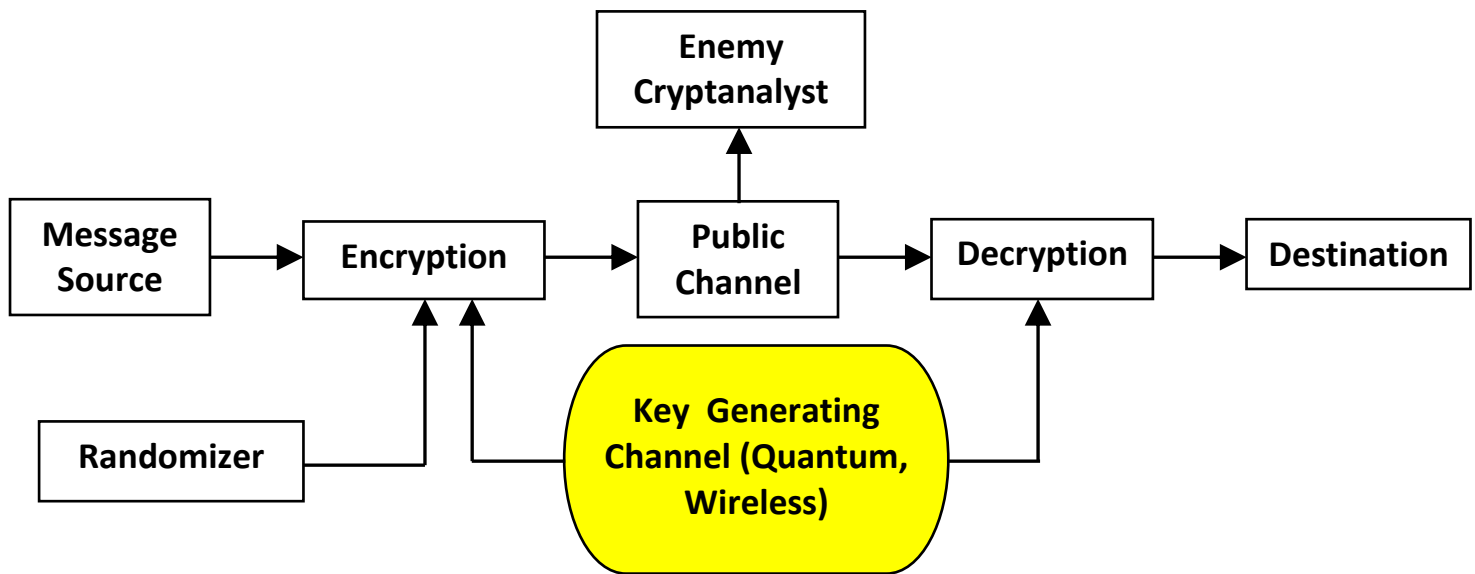 Enemy
Cryptanalyst
Message
Source
Encryption
Public
Channel
Decryption
Destination
Randomizer
Key Generating
Channel (Quantum,
Wireless)